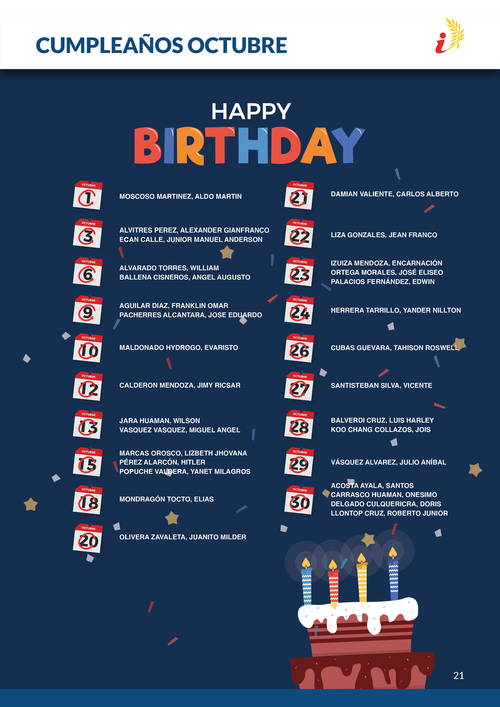 CUMPLEAÑOS OCTUBRE
i
HAPPY
BIRTHDAY
OCTUBRE
1
MOSCOSO MARTINEZ, ALDO MARTIN
OCTUBRE
3
ALVITRES PEREZ, ALEXANDER GIANFRANCO
ECAN CALLE, JUNIOR MANUEL ANDERSON
OCTUBRE
6
ALVARADO TORRES, WILLIAM
BALLENA CISNEROS, ANGEL AUGUSTO
OCTUBRE
9
AGUILAR DIAZ, FRANKLIN OMAR
PACHERRES ALCANTARA, JOSE EDUARDO
OCTUBRE
10
MALDONADO HYDROGO, EVARISTO
OCTUBRE
12
CALDERON MENDOZA, JIMY RICSAR
OCTUBRE
13
JARA HUAMAN, WILSON
VASQUEZ VASQUEZ, MIGUEL ANGEL
OCTUBRE
15
MARCAS OROSCO, LIZBETH JHOVANA
PÉREZ ALARCÓN, HITLER
POPUCHE VALDERA, YANET MILAGROS
OCTUBRE
18
MONDRAGÓN TOCTO, ELIAS
OCTUBRE
20
OLIVERA ZAVALETA, JUANITO MILDER
OCTUBRE
21
DAMIAN VALIENTE, CARLOS ALBERTO
OCTUBRE
22
LIZA GONZALES, JEAN FRANCO
OCTUBRE
23
IZUIZA MENDOZA, ENCARNACIÓN
ORTEGA MORALES, JOSÉ ELISEO
PALACIOS FERNÁNDEZ, EDWIN
OCTUBRE
24
HERRERA TARRILLO, YANDER NILLTON
OCTUBRE
26
CUBAS GUEVARA, TAHISON ROSWELL
OCTUBRE
27
SANTISTEBAN SILVA, VICENTE
OCTUBRE
28
BALVERDI CRUZ, LUIS HARLEY
KOO CHANG COLLAZOS, JOIS
OCTUBRE
29
VÁSQUEZ ALVAREZ, JULIO ANÍBAL
OCTUBRE
30
ACOSTA AYALA, SANTOS
CARRASCO HUAMAN, ONESIMO
DELGADO CULQUERICRA, DORIS
LLONTOP CRUZ, ROBERTO JUNIOR
21